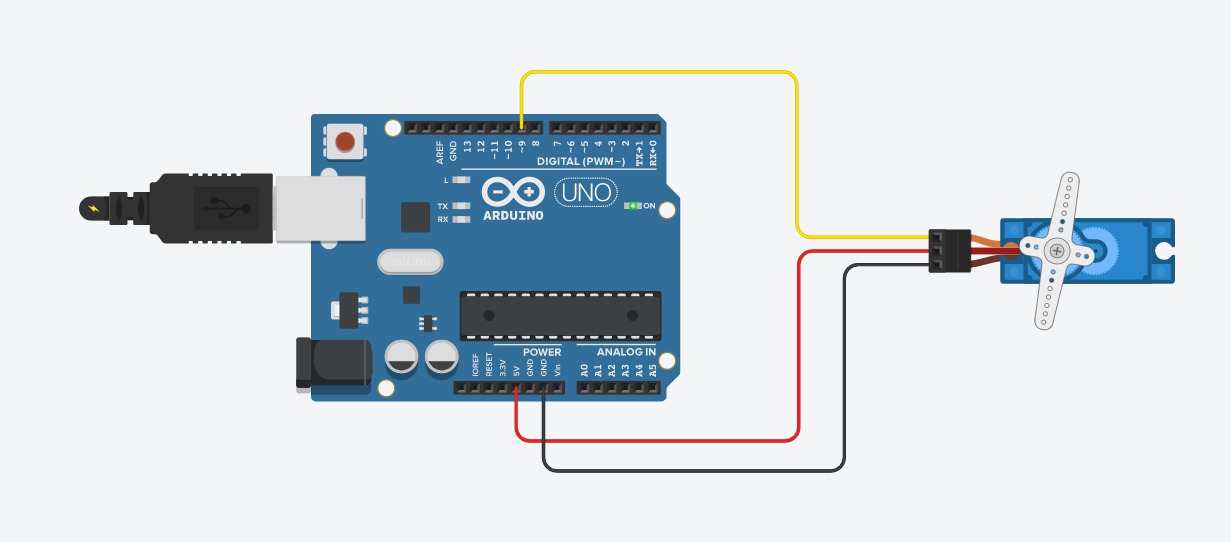 AREF
GND
13
12
~11
~10
~9
8
7
~6
~5
4
~3
2
TX→1
RX←0
DIGITAL (PWM~)
L
TX
RX
UNO
ARDUINO
ON
POWER
ANALOG IN
IOREF
RESET
3.3V
5V
GND
GND
Vin
A0
A1
A2
A3
A4
A5